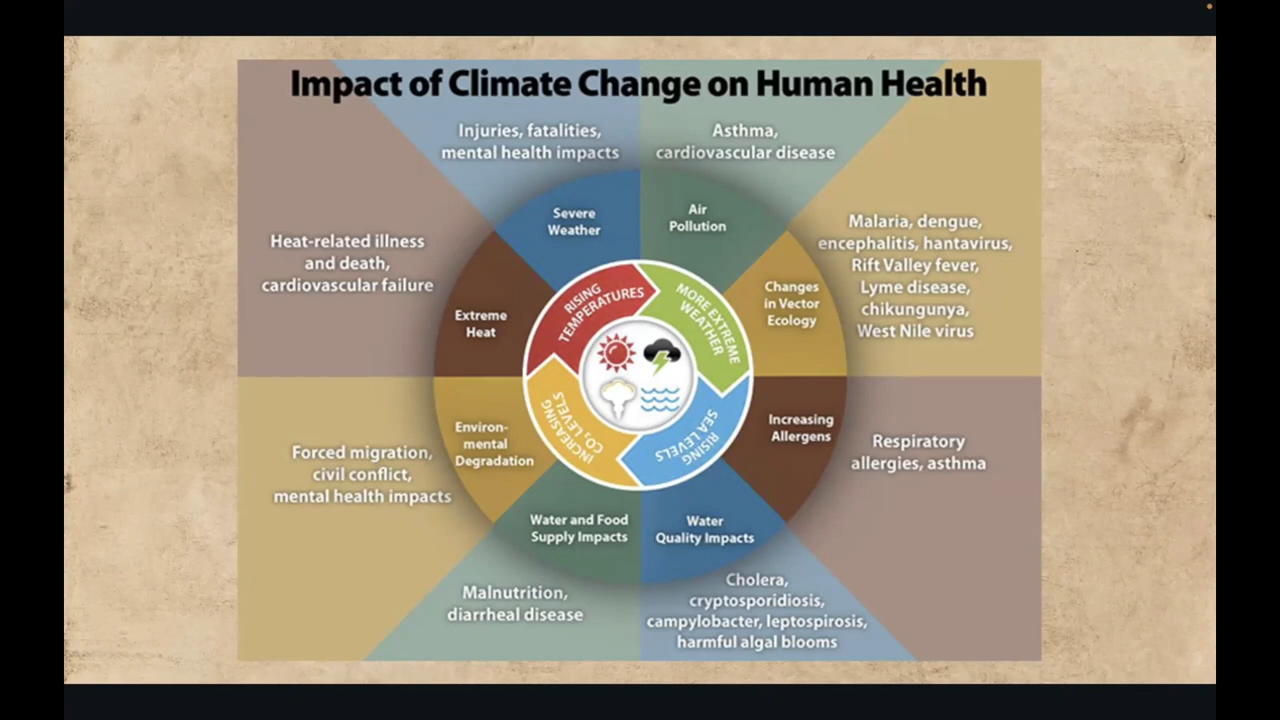 Impact of Climate Change on Human Health
Injuries, fatalities,
mental health impacts
Asthma,
cardiovascular disease
Severe
Weather
Air
Pollution
Heat-related illness
and death,
cardiovascular failure
Malaria, dengue,
encephalitis, hantavirus,
Rift Valley fever,
Lyme disease,
chikungunya,
West Nile virus
Extreme
Heat
Changes
in Vector
Ecology
RISING
TEMPERATURES
MORE EXTREME
WEATHER
RISING
SEA LEVELS
INCREASING
CO₂ LEVELS
Environ-
mental
Degradation
Increasing
Allergens
Forced migration,
civil conflict,
mental health impacts
Respiratory
allergies, asthma
Water and Food
Supply Impacts
Water
Quality Impacts
Malnutrition,
diarrheal disease
Cholera,
cryptosporidiosis,
campylobacter, leptospirosis,
harmful algal blooms